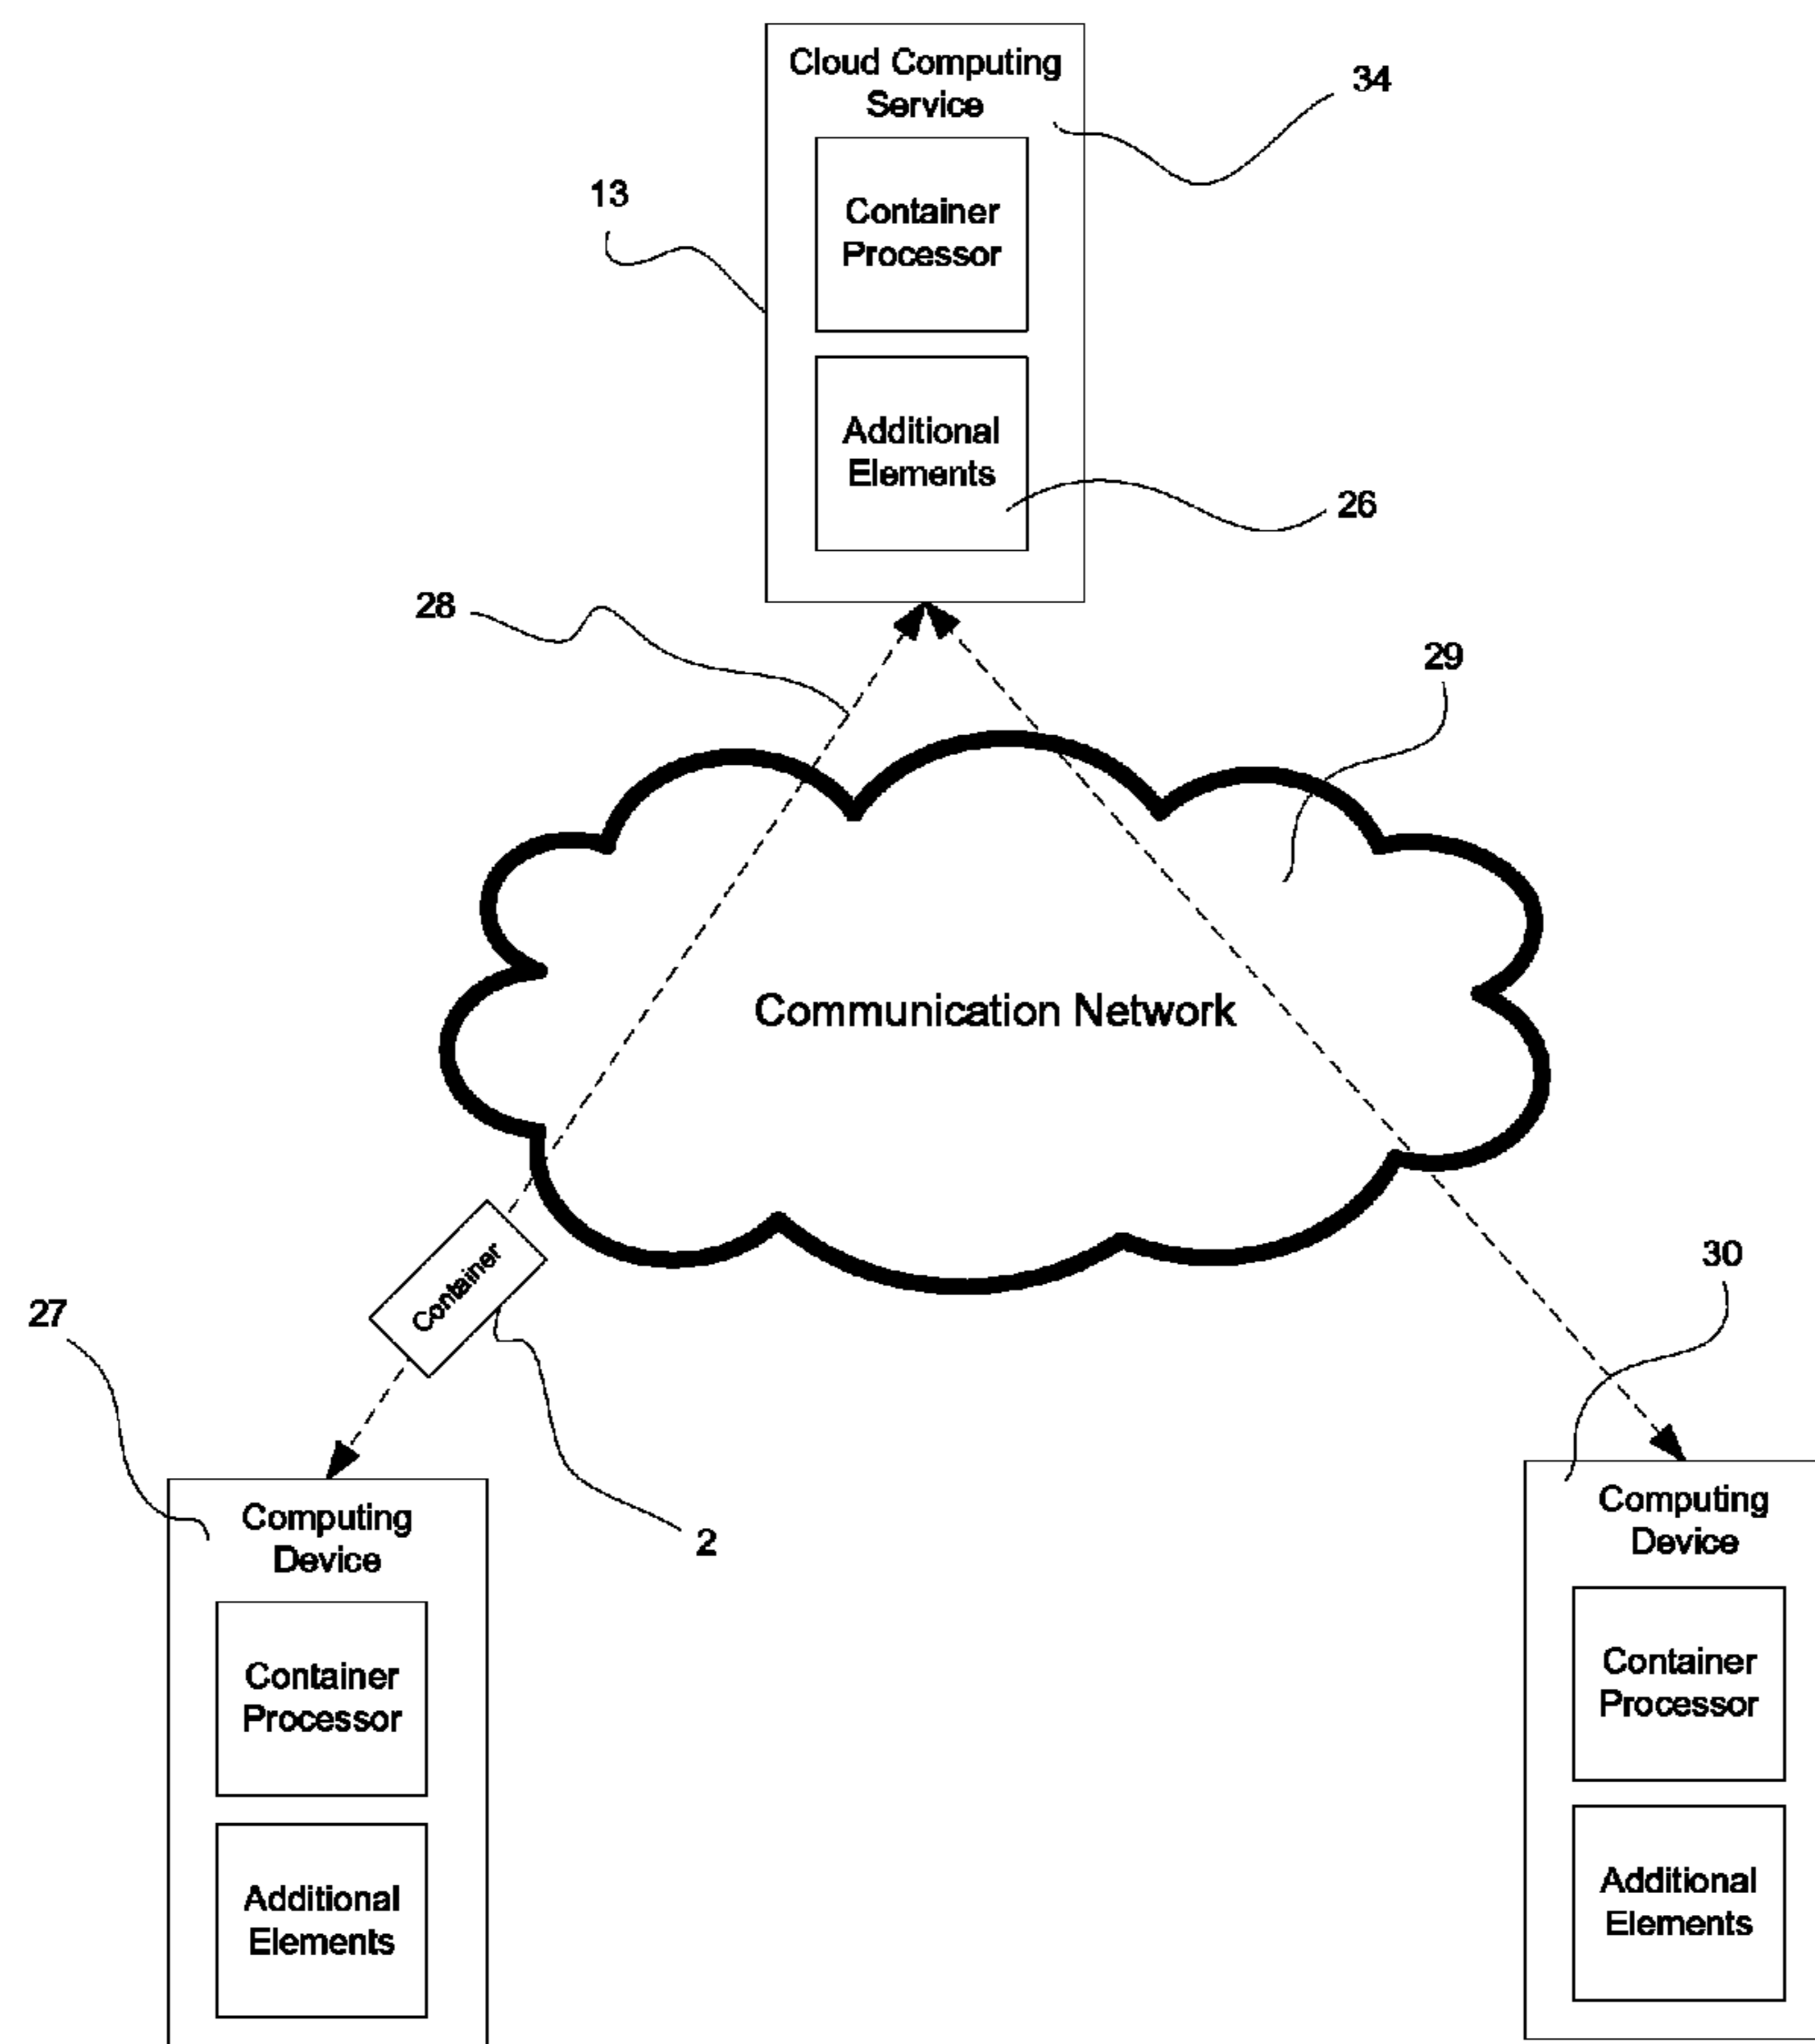 Cloud Computing
Service
34
13
Container
Processor
Additional
Elements
26
28
29
Communication Network
Container
30
27
2
Computing
Device
Container
Processor
Additional
Elements
Computing
Device
Container
Processor
Additional
Elements